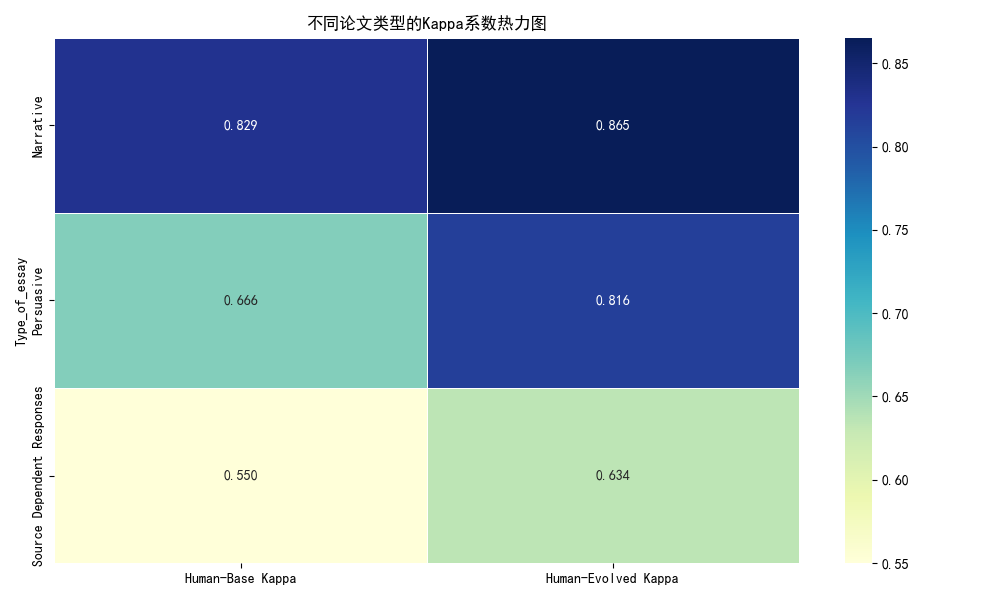 不同论文类型的Kappa系数热力图
Type_of_essay
Narrative
0.829
0.865
Persuasive
0.666
0.816
Source Dependent Responses
0.550
0.634
Human-Base Kappa
Human-Evolved Kappa
0.85
0.80
0.75
0.70
0.65
0.60
0.55